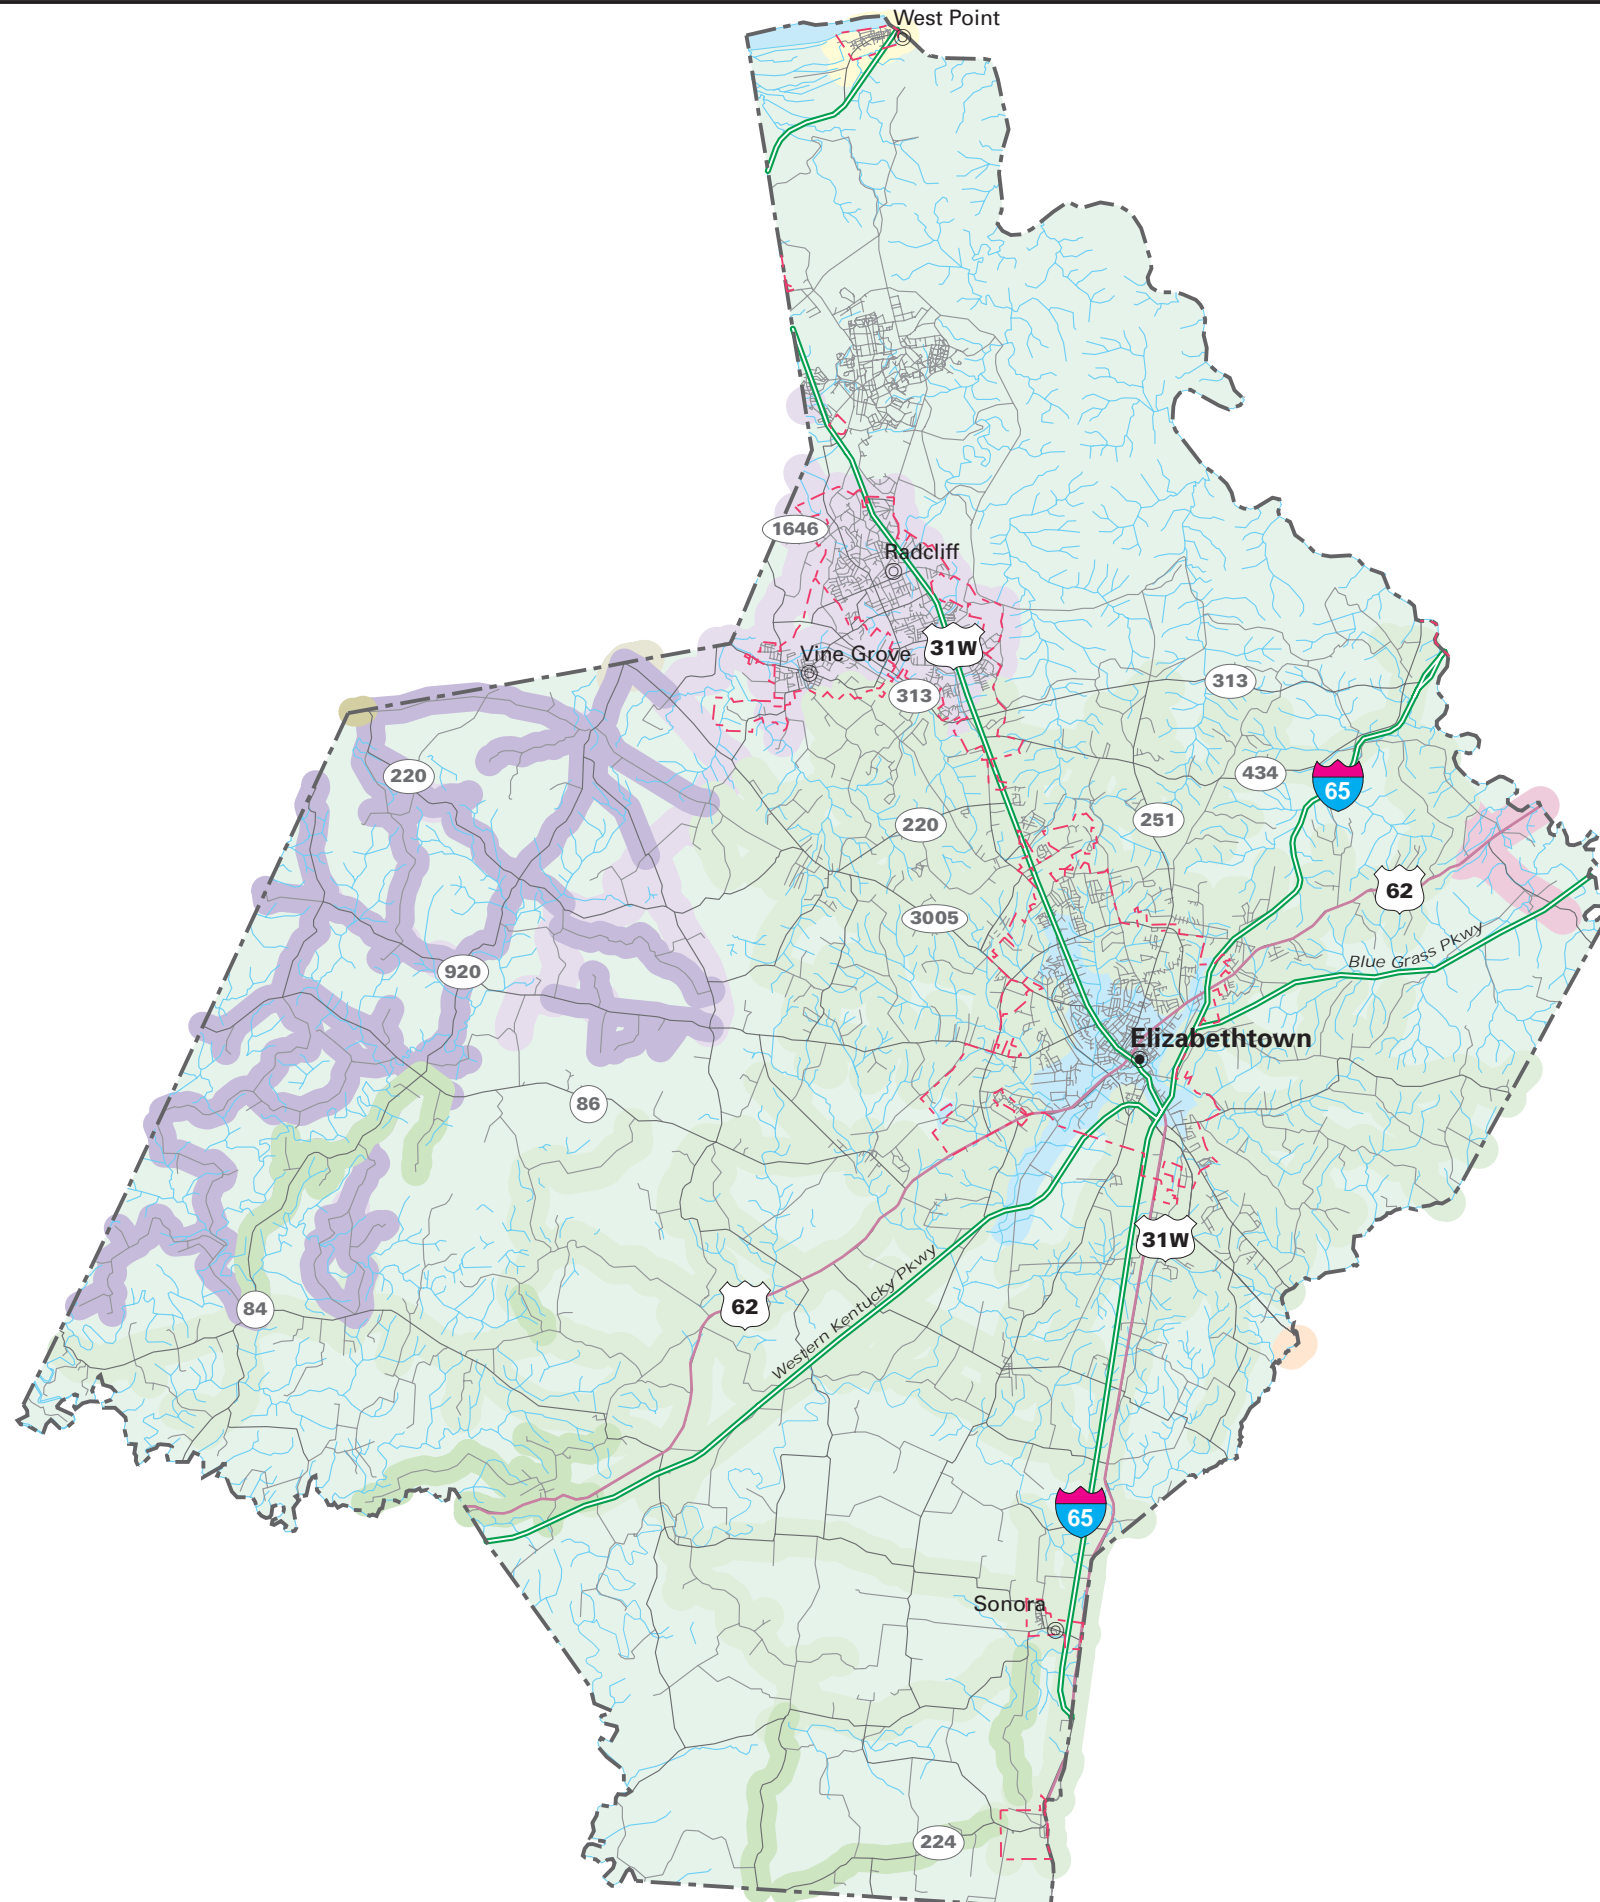 West Point
1646
Radcliff
31W
Vine Grove
313
313
220
434
65
220
251
62
3005
Blue Grass Pkwy
920
Elizabethtown
86
31W
Western Kentucky Pkwy
62
84
65
Sonora
224